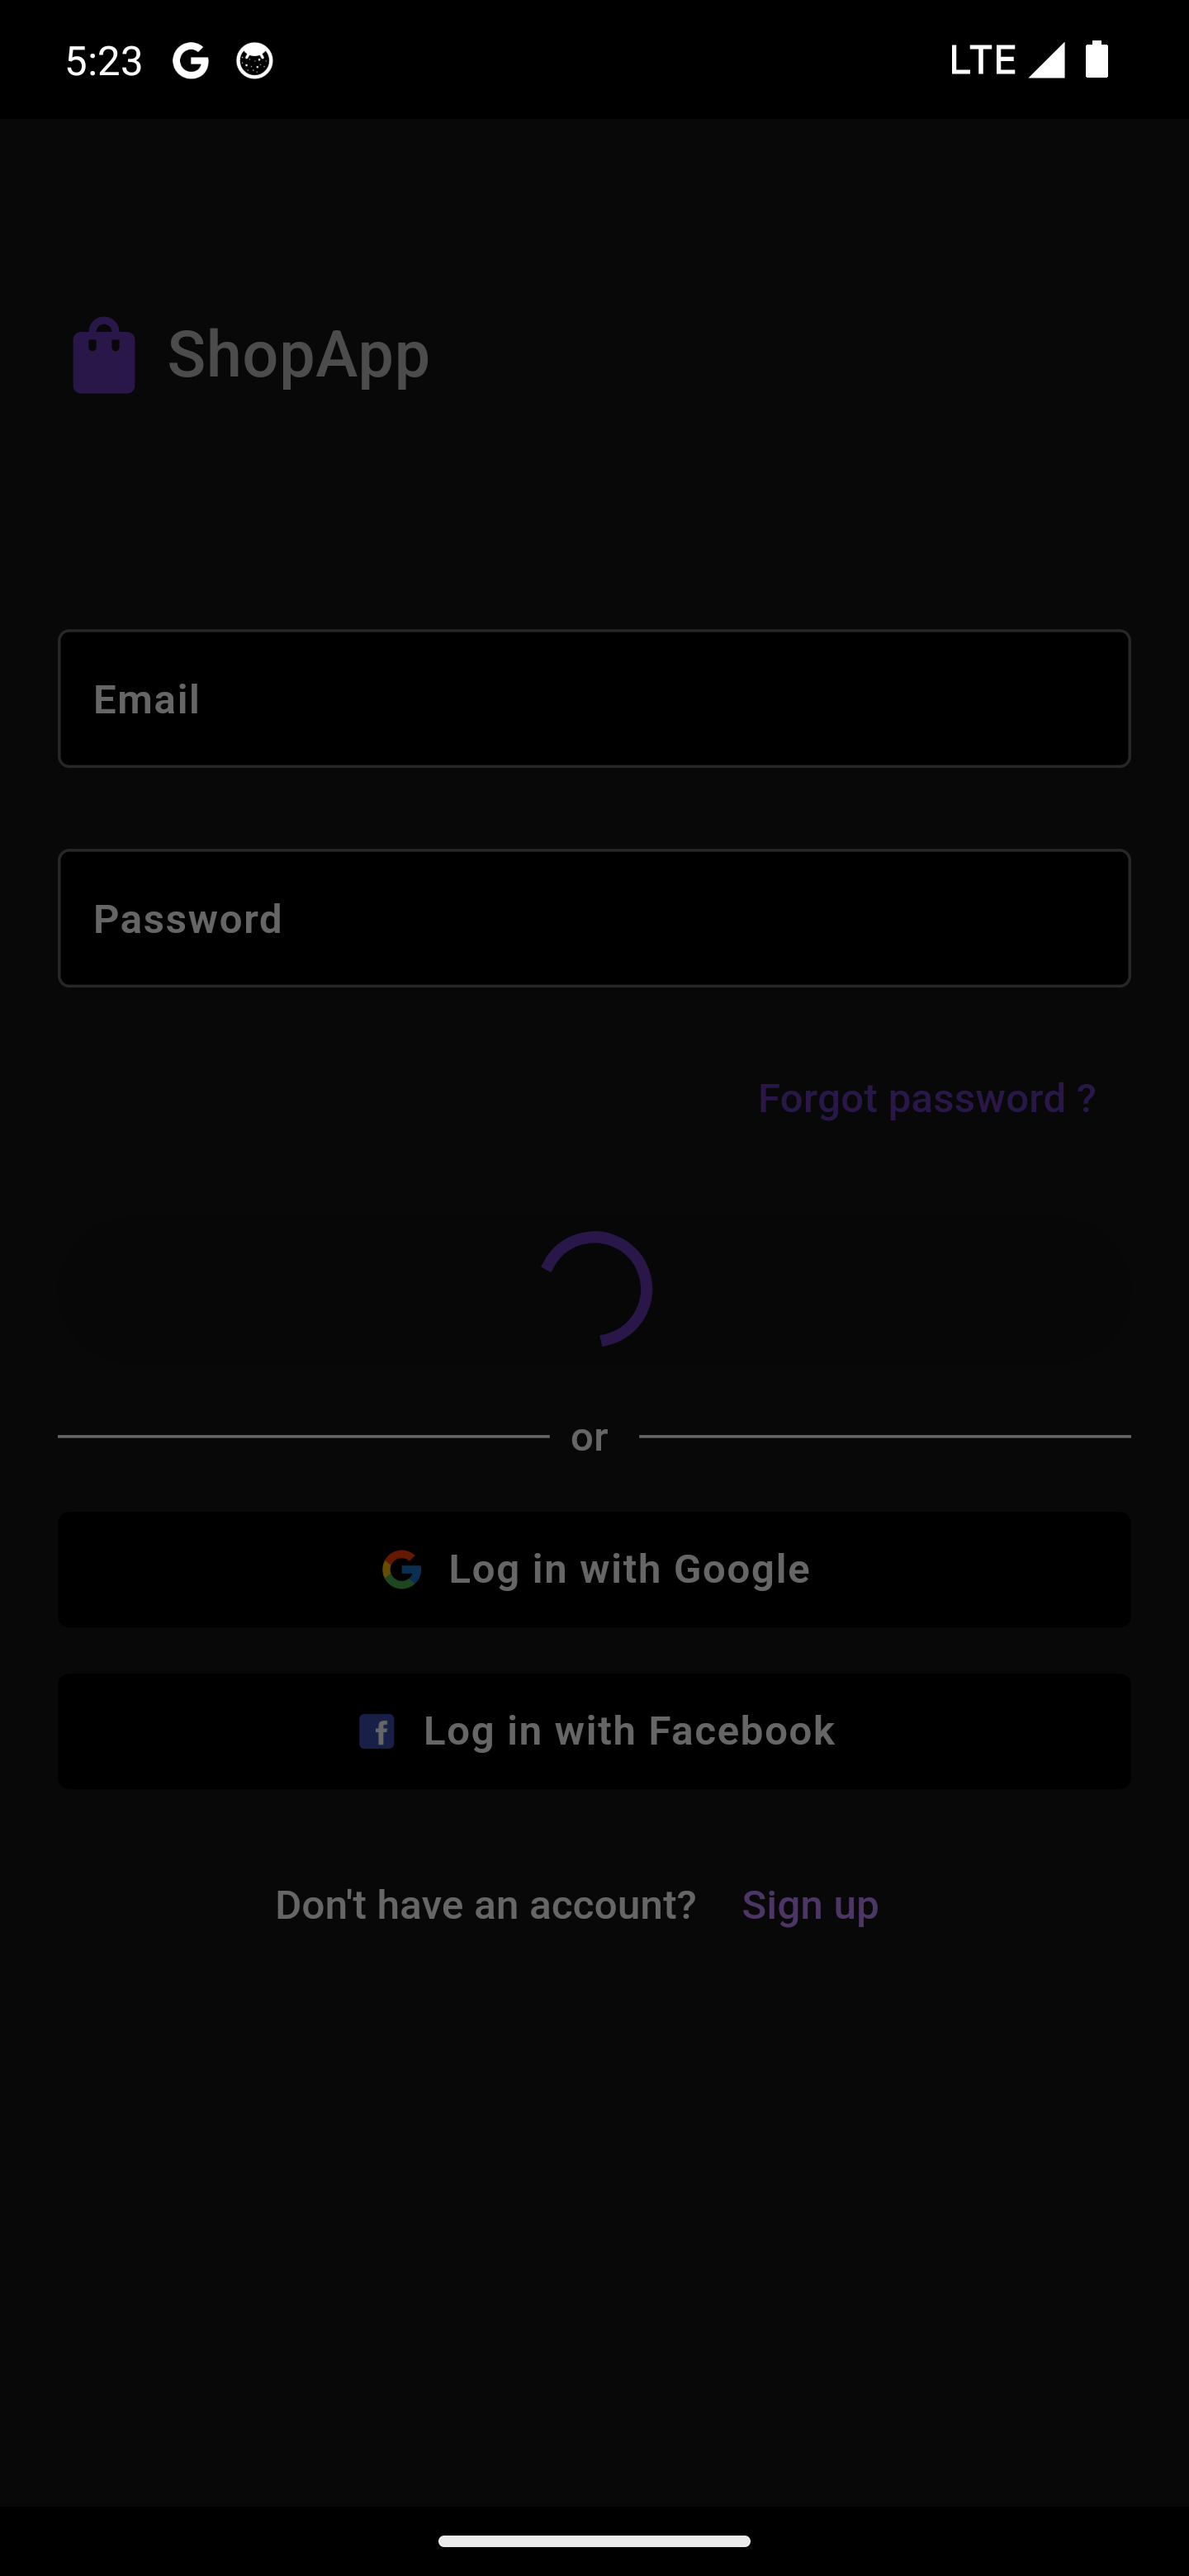 5:23 LTE
ShopApp
Email
Password
Forgot password ?
or
Log in with Google
Log in with Facebook
Don't have an account? Sign up